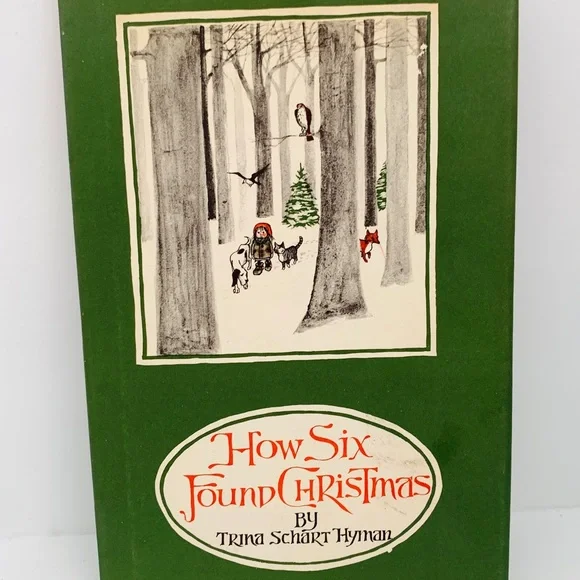 How Six
Found Christmas
By
Trina Schart Hyman